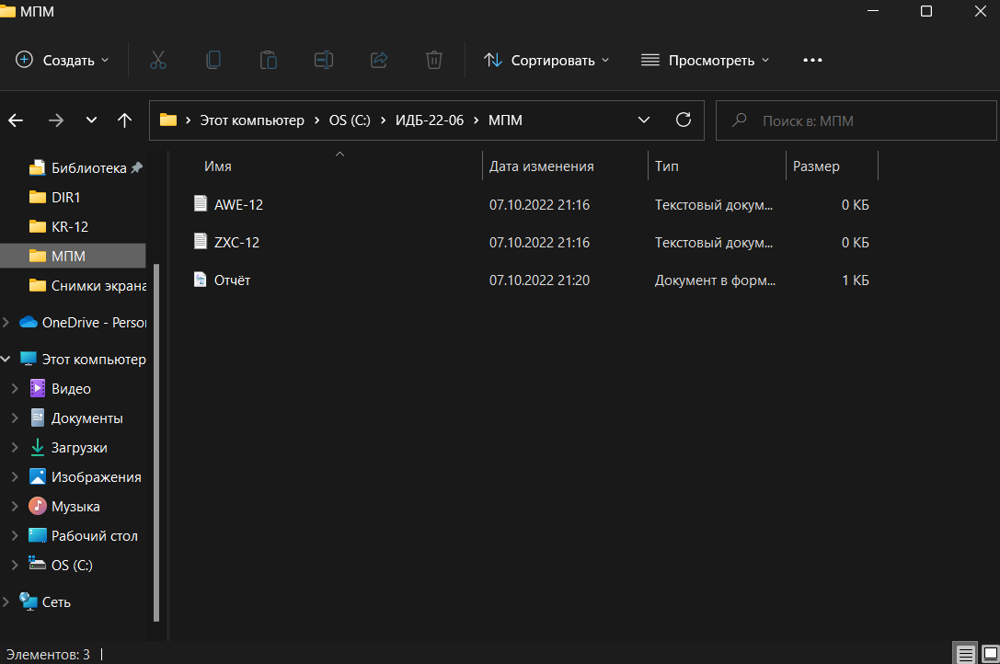 МПМ
Создать
Сортировать
Просмотреть
Этот компьютер
OS (C:)
ИДБ-22-06
МПМ
Поиск в: МПМ
Библиотека
DIR1
KR-12
МПМ
Снимки экрана
OneDrive - Person
Этот компьютер
Видео
Документы
Загрузки
Изображения
Музыка
Рабочий стол
OS (C:)
Сеть
Имя Дата изменения Тип Размер
AWE-12 07.10.2022 21:16 Текстовый докум... 0 КБ
ZXC-12 07.10.2022 21:16 Текстовый докум... 0 КБ
Отчёт 07.10.2022 21:20 Документ в форм... 1 КБ
Элементов: 3